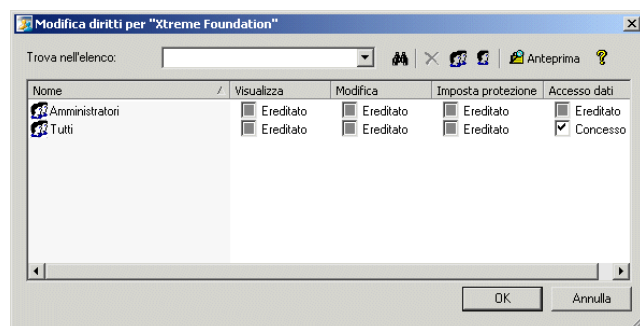 Modifica diritti per "Xtreme Foundation"
Trova nell'elenco: Anteprima
Nome Visualizza Modifica Imposta protezione Accesso dati
Amministratori Ereditato Ereditato Ereditato Ereditato
Tutti Ereditato Ereditato Ereditato Concesso
OK Annulla